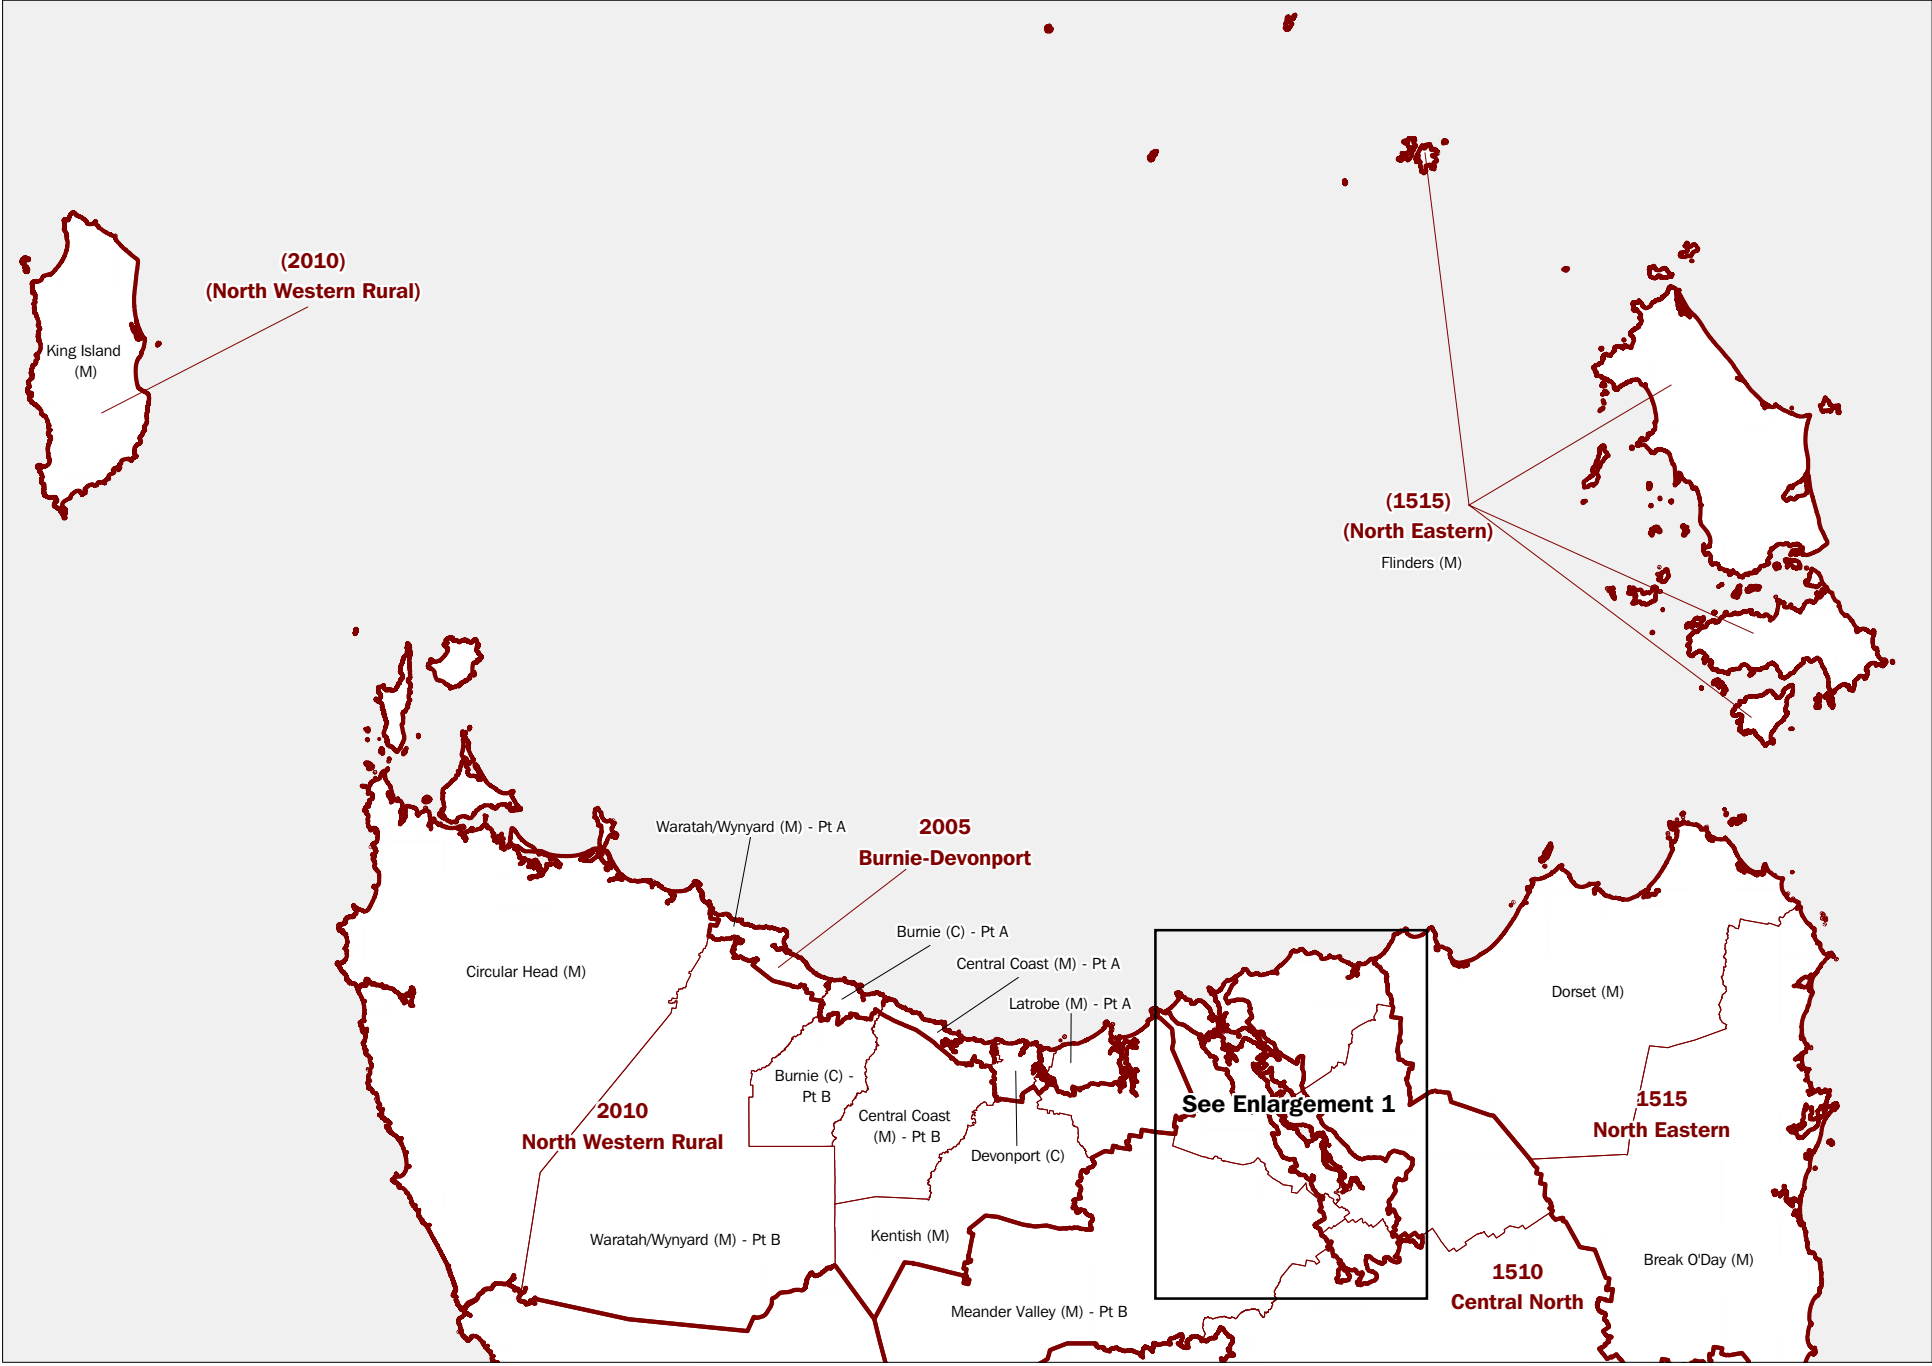 (2010)
(North Western Rural)
King Island
(M)
(1515)
(North Eastern)
Flinders (M)
Waratah/Wynyard (M) - Pt A
2005
Burnie-Devonport
Burnie (C) - Pt A
Central Coast (M) - Pt A
Latrobe (M) - Pt A
Circular Head (M)
Dorset (M)
Burnie (C) -
Pt B
2010
North Western Rural
Central Coast
(M) - Pt B
Devonport (C)
See Enlargement 1
1515
North Eastern
Waratah/Wynyard (M) - Pt B
Kentish (M)
Meander Valley (M) - Pt B
1510
Central North
Break O'Day (M)